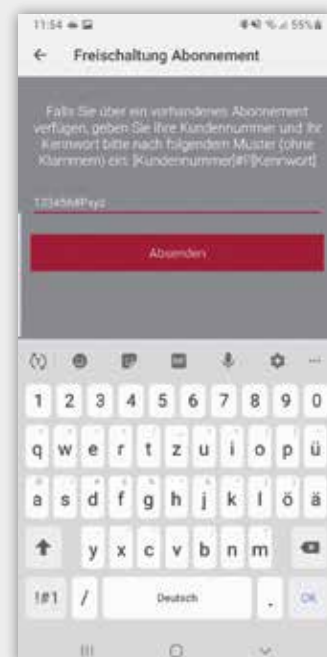 11:54 55%
Freischaltung Abonnement
Falls Sie über ein vorhandenes Abonnement
verfügen, geben Sie Ihre Kundennummer und Ihr
Kennwort bitte nach folgendem Muster (ohne
Klammern) ein: [Kundennummer]#P[Kennwort]
123456#Pxyz
Absenden
1 2 3 4 5 6 7 8 9 0
q w e r t z u i o p ü
a s d f g h j k l ö ä
y x c v b n m
!#1 / Deutsch . OK